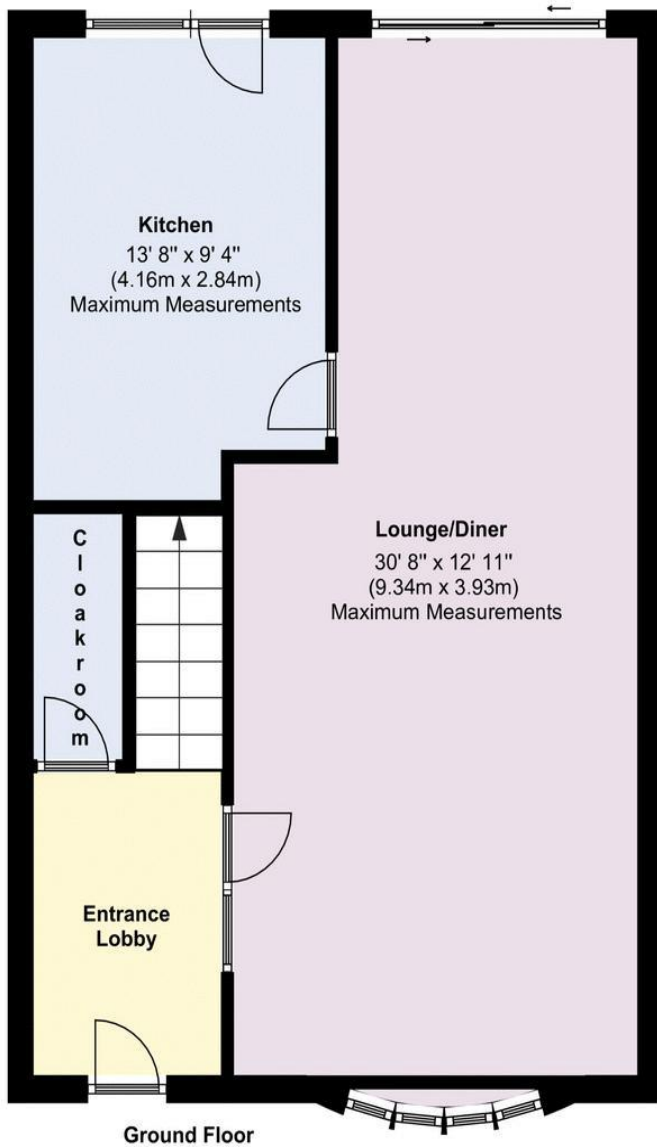 Kitchen
13' 8" x 9' 4"
(4.16m x 2.84m)
Maximum Measurements
Lounge/Diner
30' 8" x 12' 11"
(9.34m x 3.93m)
Maximum Measurements
Cloakroom
Entrance
Lobby
Ground Floor